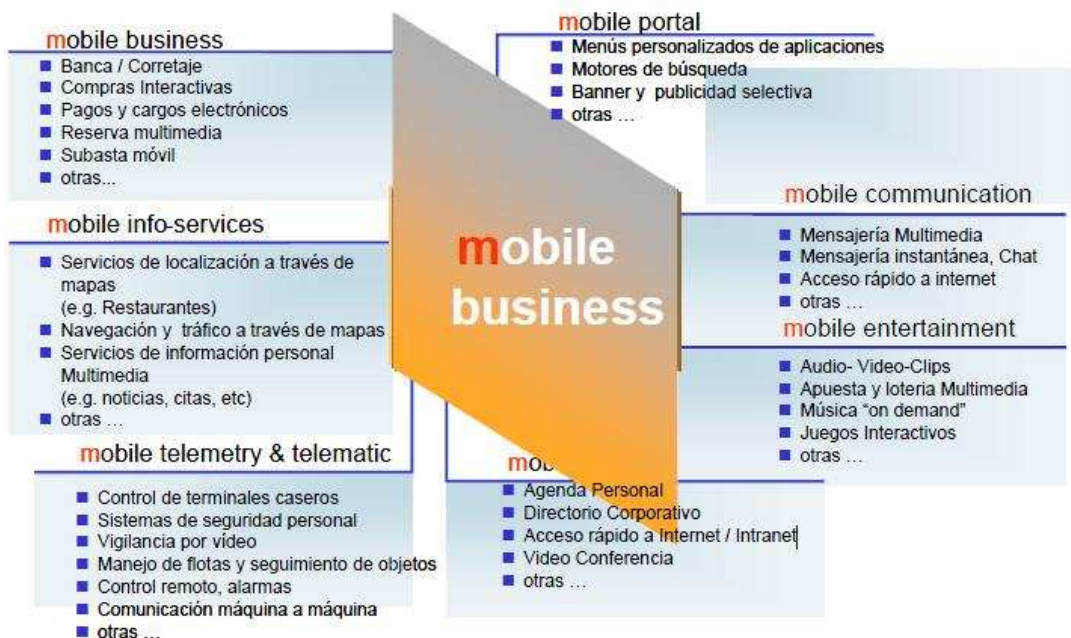 mobile business
Banca / Corretaje
Compras Interactivas
Pagos y cargos electrónicos
Reserva multimedia
Subasta móvil
otras...
mobile info-services
Servicios de localización a través de
mapas
(e.g. Restaurantes)
Navegación y tráfico a través de mapas
Servicios de información personal
Multimedia
(e.g. noticias, citas, etc)
otras ...
mobile telemetry & telematic
Control de terminales caseros
Sistemas de seguridad personal
Vigilancia por vídeo
Manejo de flotas y seguimiento de objetos
Control remoto, alarmas
Comunicación máquina a máquina
otras ...
mobile
business
mobile portal
Menús personalizados de aplicaciones
Motores de búsqueda
Banner y publicidad selectiva
otras ...
mobile communication
Mensajería Multimedia
Mensajería instantánea, Chat
Acceso rápido a internet
otras ...
mobile entertainment
Audio- Video-Clips
Apuesta y loteria Multimedia
Música “on demand”
Juegos Interactivos
otras ...
Agenda Personal
Directorio Corporativo
Acceso rápido a Internet / Intranet
Video Conferencia
otras ...